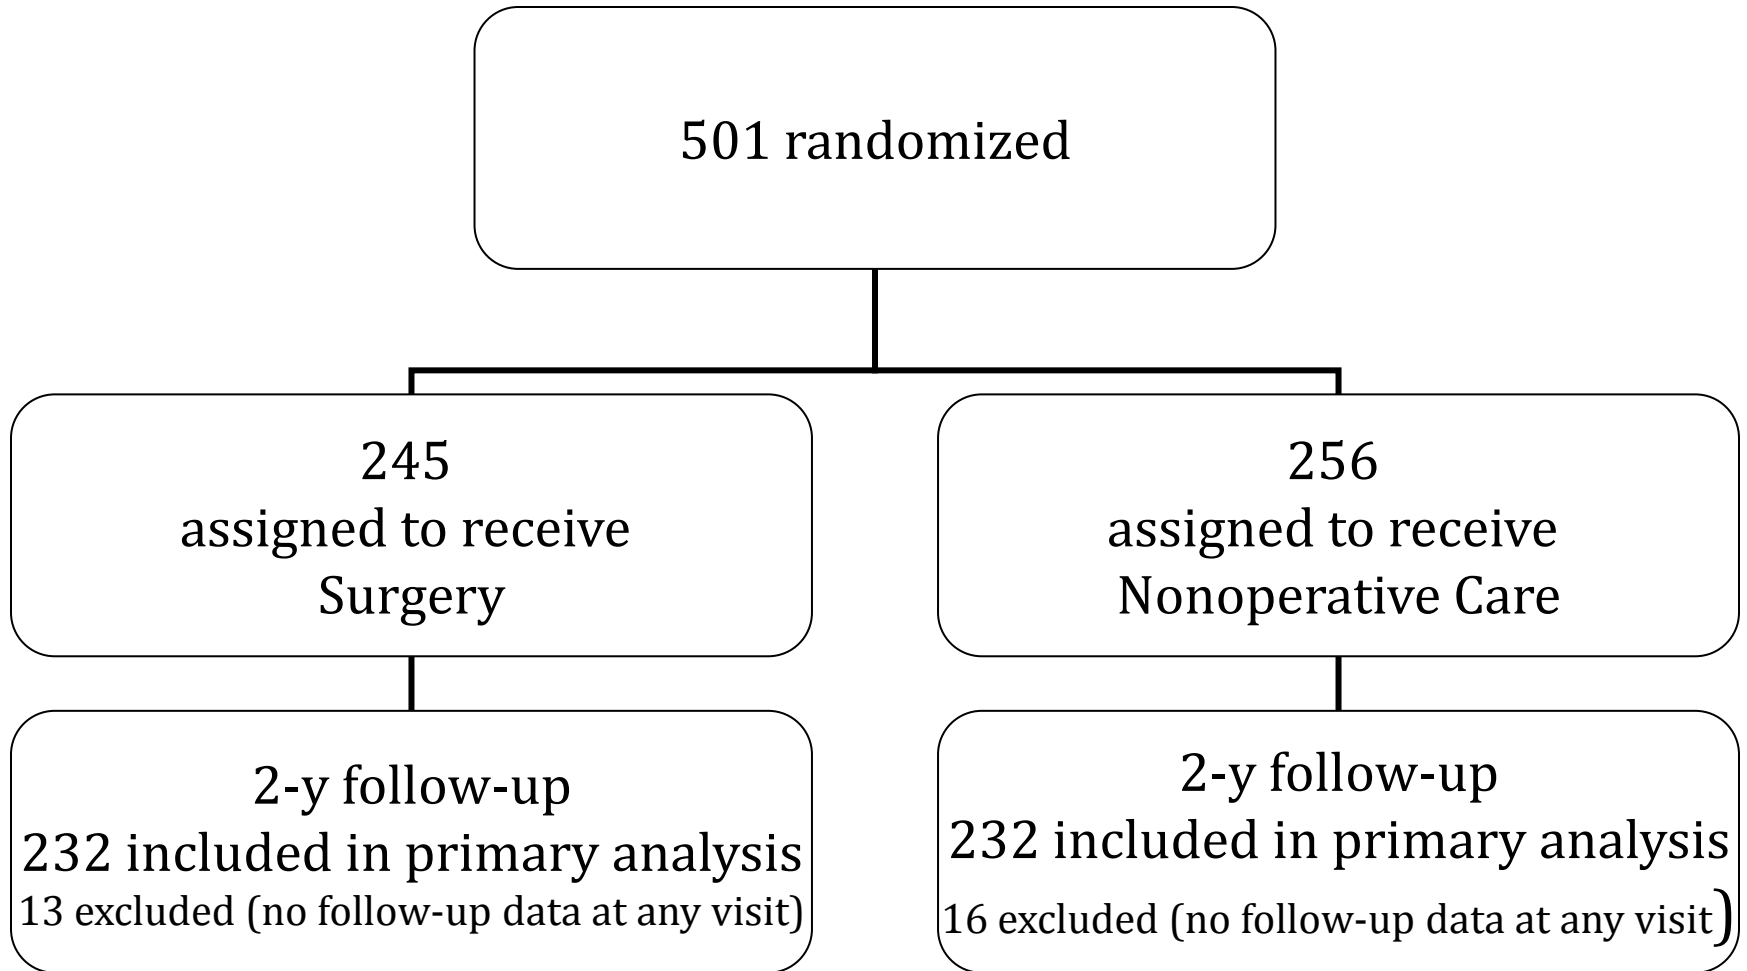 501 randomized
245
assigned to receive
Surgery
256
assigned to receive
Nonoperative Care
2-y follow-up
232 included in primary analysis
13 excluded (no follow-up data at any visit)
2-y follow-up
232 included in primary analysis
16 excluded (no follow-up data at any visit)